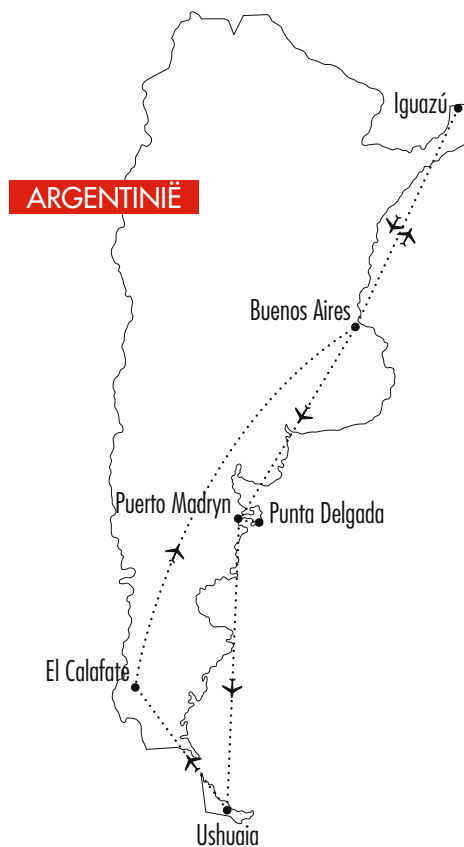 Iguazú
ARGENTINIË
Buenos Aires
Puerto Madryn
Punta Delgada
El Calafate
Ushuaia